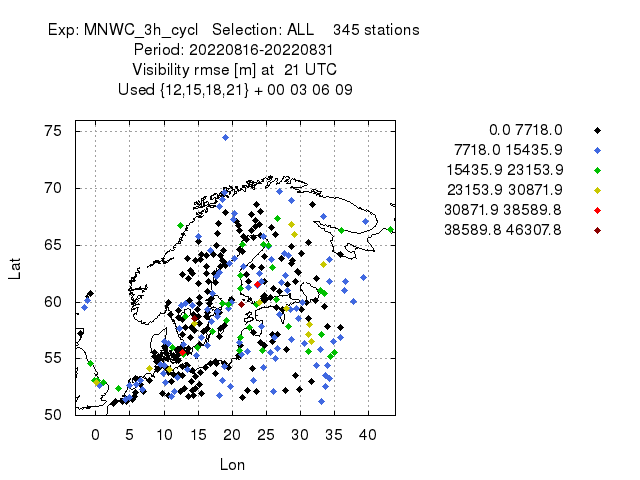 Exp: MNWC_3h_cycl   Selection: ALL    345 stations
Period: 20220816-20220831
Visibility rmse [m] at  21 UTC
Used {12,15,18,21} + 00 03 06 09
0.0 7718.0
7718.0 15435.9
15435.9 23153.9
23153.9 30871.9
30871.9 38589.8
38589.8 46307.8
75
70
65
60
55
50
Lat
0 5 10 15 20 25 30 35 40
Lon